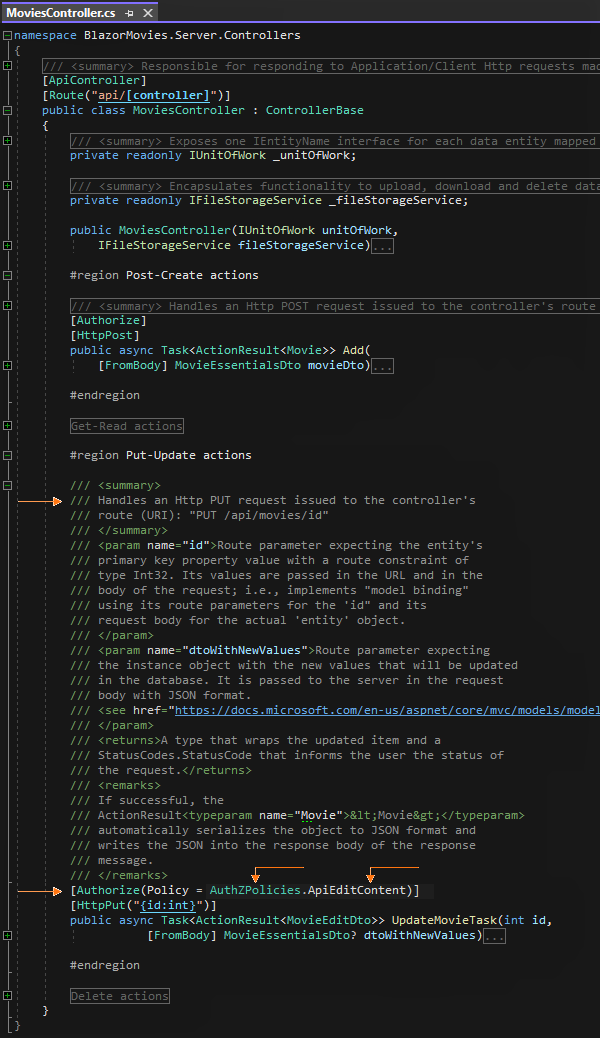 MoviesController.cs
namespace BlazorMovies.Server.Controllers
{
/// <summary> Responsible for responding to Application/Client Http requests mad
[ApiController]
[Route("api/[controller]")]
public class MoviesController : ControllerBase
{
/// <summary> Exposes one IEntityName interface for each data entity mapped
private readonly IUnitOfWork _unitOfWork;
/// <summary> Encapsulates functionality to upload, download and delete data
private readonly IFileStorageService _fileStorageService;
public MoviesController(IUnitOfWork unitOfWork,
IFileStorageService fileStorageService)...
#region Post-Create actions
/// <summary> Handles an Http POST request issued to the controller's route
[Authorize]
[HttpPost]
public async Task<ActionResult<Movie>> Add(
[FromBody] MovieEssentialsDto movieDto)...
#endregion
Get-Read actions
#region Put-Update actions
/// <summary>
/// Handles an Http PUT request issued to the controller's
/// route (URI): "PUT /api/movies/id"
/// </summary>
/// <param name="id">Route parameter expecting the entity's
/// primary key property value with a route constraint of
/// type Int32. Its values are passed in the URL and in the
/// body of the request; i.e., implements "model binding"
/// using its route parameters for the 'id" and its
/// request body for the actual 'entity' object.
/// </param>
/// <param name="dtoWithNewValues">Route parameter expecting
/// the instance object with the new values that will be updated
/// in the database. It is passed to the server in the request
/// body with JSON format.
/// <see href="https://docs.microsoft.com/en-us/aspnet/core/mvc/models/model
/// </param>
/// <returns>A type that wraps the updated item and a
/// StatusCodes.StatusCode that informs the user the status of
/// the request.</returns>
/// <remarks>
/// If successful, the
/// ActionResult<typeparam name="Movie">&lt;Movie&gt;</typeparam>
/// automatically serializes the object to JSON format and
/// writes the JSON into the response body of the response
/// message.
/// </remarks>
[Authorize(Policy = AuthZPolicies.ApiEditContent)]
[HttpPut("{id:int}")]
public async Task<ActionResult<MovieEditDto>> UpdateMovieTask(int id,
[FromBody] MovieEssentialsDto? dtoWithNewValues)...
#endregion
Delete actions
}
}